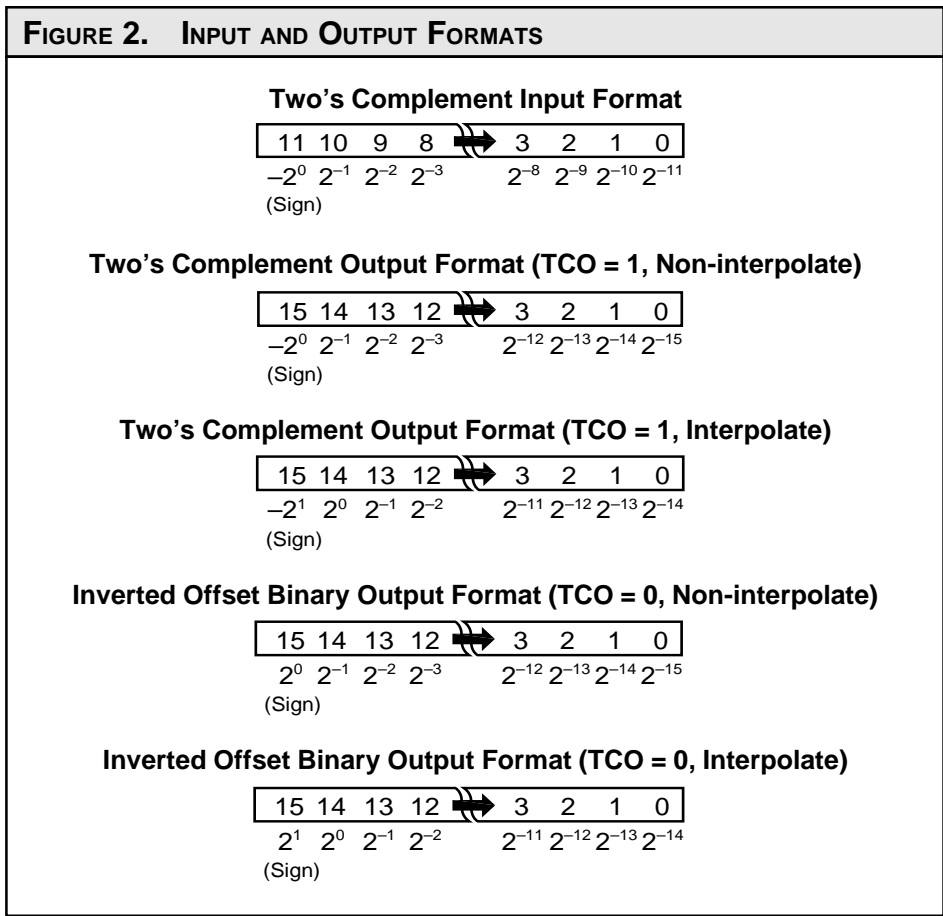 FIGURE 2. INPUT AND OUTPUT FORMATS
Two's Complement Input Format
11 10 9 8 3 2 1 0
–2⁰ 2⁻¹ 2⁻² 2⁻³ 2⁻⁸ 2⁻⁹ 2⁻¹⁰ 2⁻¹¹
(Sign)
Two's Complement Output Format (TCO = 1, Non-interpolate)
15 14 13 12 3 2 1 0
–2⁰ 2⁻¹ 2⁻² 2⁻³ 2⁻¹² 2⁻¹³ 2⁻¹⁴ 2⁻¹⁵
(Sign)
Two's Complement Output Format (TCO = 1, Interpolate)
15 14 13 12 3 2 1 0
–2¹ 2⁰ 2⁻¹ 2⁻² 2⁻¹¹ 2⁻¹² 2⁻¹³ 2⁻¹⁴
(Sign)
Inverted Offset Binary Output Format (TCO = 0, Non-interpolate)
15 14 13 12 3 2 1 0
2⁰ 2⁻¹ 2⁻² 2⁻³ 2⁻¹² 2⁻¹³ 2⁻¹⁴ 2⁻¹⁵
(Sign)
Inverted Offset Binary Output Format (TCO = 0, Interpolate)
15 14 13 12 3 2 1 0
2¹ 2⁰ 2⁻¹ 2⁻² 2⁻¹¹ 2⁻¹² 2⁻¹³ 2⁻¹⁴
(Sign)